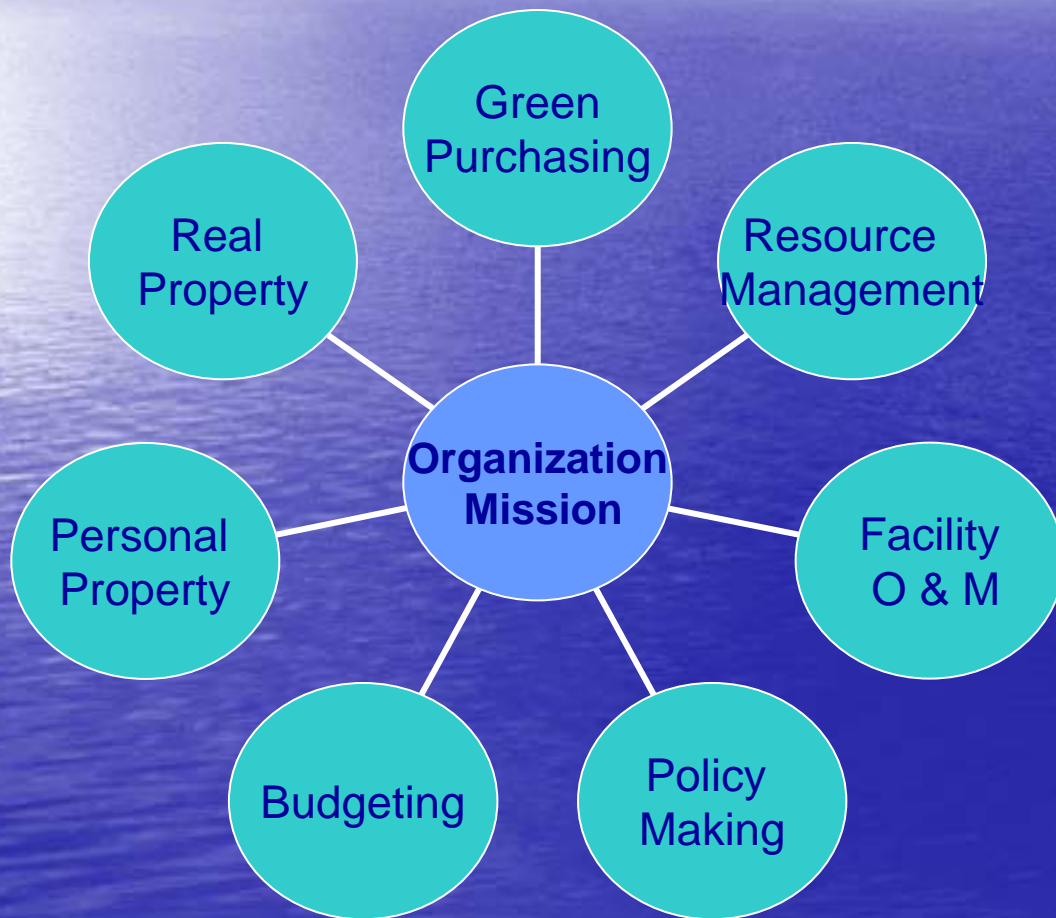 Green
Purchasing
Real
Property
Resource
Management
Organization
Mission
Personal
Property
Facility
O & M
Budgeting
Policy
Making